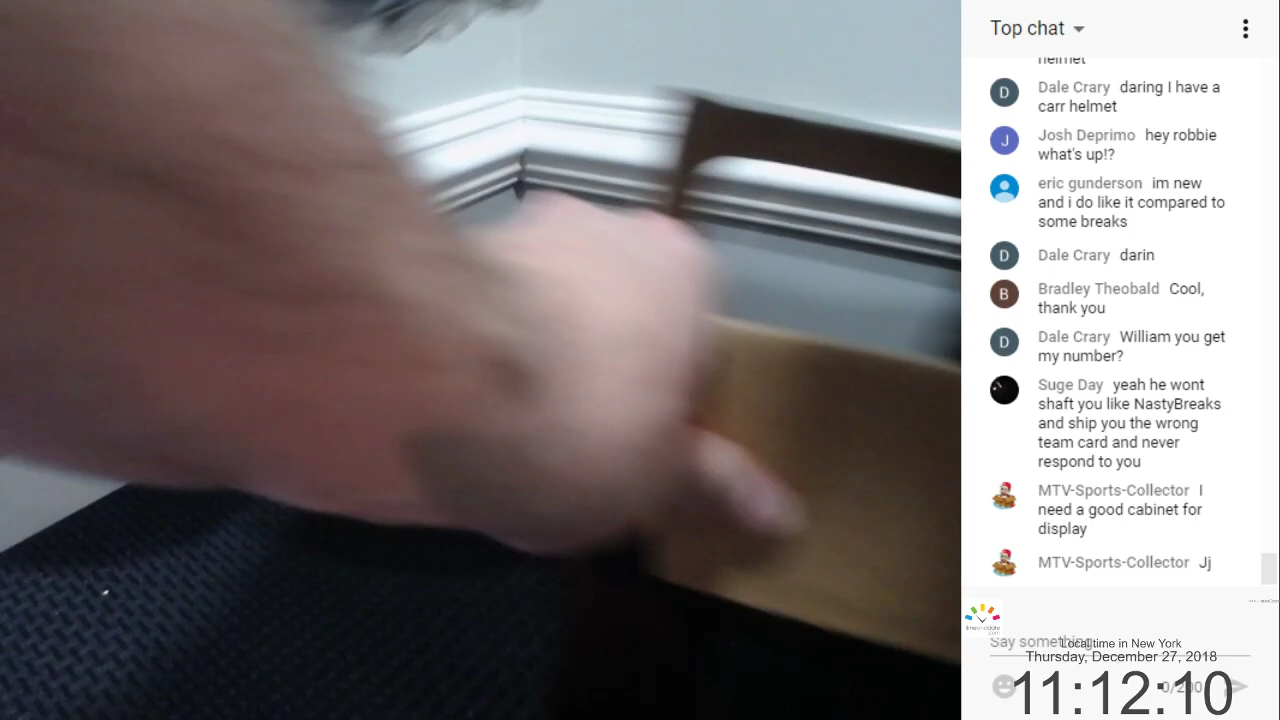 Top chat
helmet
Dale Crary daring I have a
carr helmet
Josh Deprimo hey robbie
what's up!?
eric gunderson im new
and i do like it compared to
some breaks
Dale Crary darin
Bradley Theobald Cool,
thank you
Dale Crary William you get
my number?
Suge Day yeah he wont
shaft you like NastyBreaks
and ship you the wrong
team card and never
respond to you
MTV-Sports-Collector I
need a good cabinet for
display
MTV-Sports-Collector Jj
Say something
Local time in New York
Thursday, December 27, 2018
0/200
11:12:10